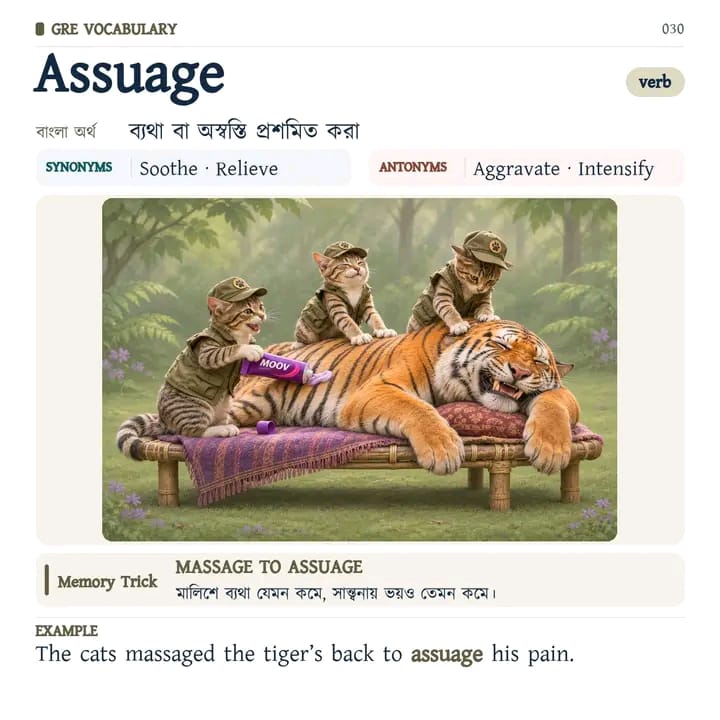 GRE VOCABULARY
030
Assuage
verb
বাংলা অর্থ
ব্যথা বা অস্বস্তি প্রশমিত করা
SYNONYMS
Soothe · Relieve
ANTONYMS
Aggravate · Intensify
MOOV
Memory Trick
MASSAGE TO ASSUAGE
মালিশে ব্যথা যেমন কমে, সান্ত্বনায় ভয়ও তেমন কমে।
EXAMPLE
The cats massaged the tiger’s back to assuage his pain.